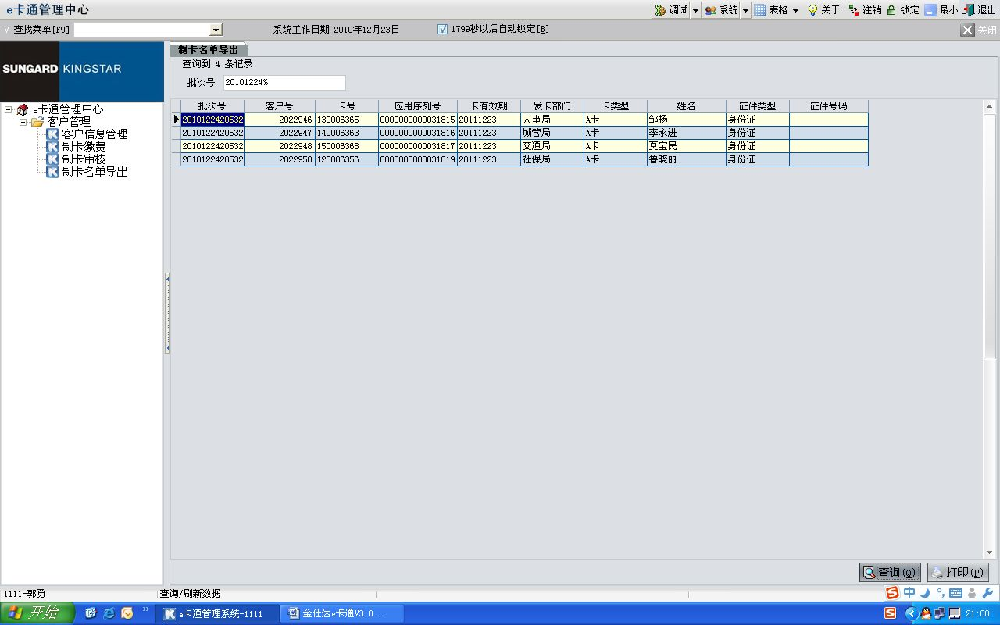 e卡通管理中心 调试 系统 表格 关于 注销 锁定 最小 退出
查找菜单[F9] 系统工作日期 2010年12月23日 1799秒以后自动锁定[B] 关闭
SUNGARD KINGSTAR
e卡通管理中心
客户管理
客户信息管理
制卡缴费
制卡审核
制卡名单导出
制卡名单导出
查询到 4 条记录
批次号 20101224%
批次号 客户号 卡号 应用序列号 卡有效期 发卡部门 卡类型 姓名 证件类型 证件号码
2010122420532 2022946 130006365 0000000000031815 20111223 人事局 A卡 邹杨 身份证
2010122420532 2022947 140006363 0000000000031816 20111223 城管局 A卡 李永进 身份证
2010122420532 2022948 150006368 0000000000031817 20111223 交通局 A卡 莫宝民 身份证
2010122420532 2022950 120006356 0000000000031819 20111223 社保局 A卡 鲁晓丽 身份证
查询(Q) 打印(P)
1111-郭勇 查询/刷新数据 中
开始 e卡通管理系统-1111 金仕达e卡通V3.0... 21:00